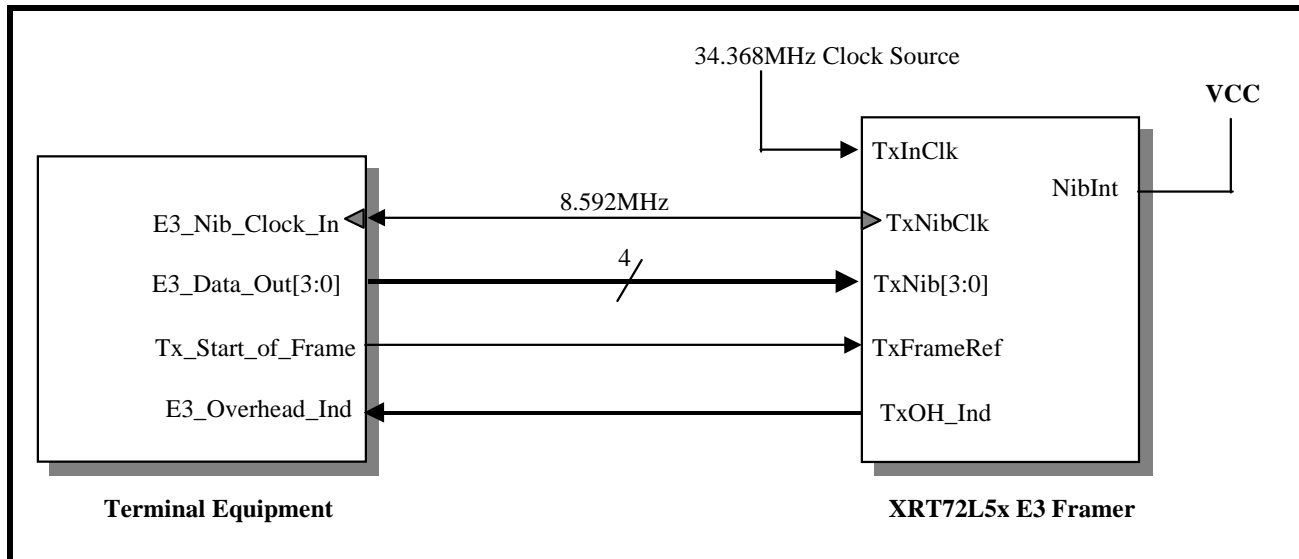 34.368MHz Clock Source
VCC
TxInClk
NibInt
8.592MHz
E3_Nib_Clock_In
TxNibClk
4
E3_Data_Out[3:0]
TxNib[3:0]
Tx_Start_of_Frame
TxFrameRef
E3_Overhead_Ind
TxOH_Ind
Terminal Equipment
XRT72L5x E3 Framer